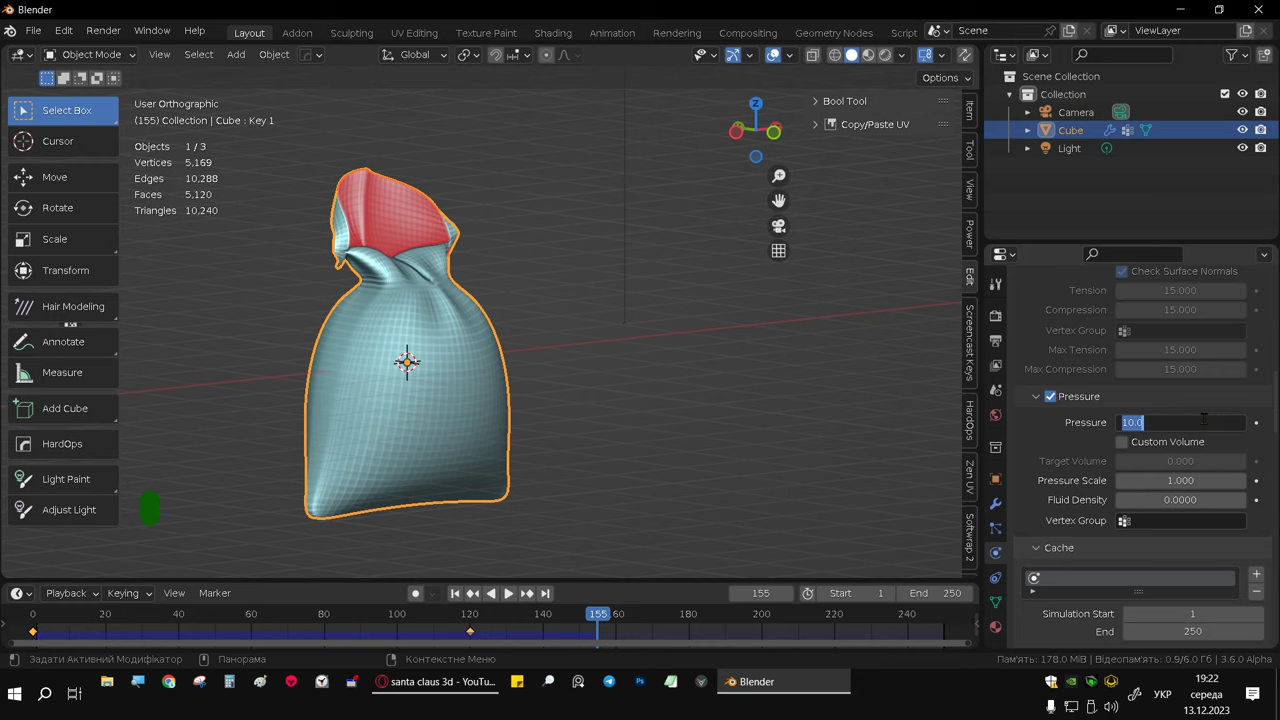 Blender
File Edit Render Window Help Layout Addon Sculpting UV Editing Texture Paint Shading Animation Rendering Compositing Geometry Nodes Script Scene ViewLayer
Object Mode View Select Add Object Global
Options
Select Box
Cursor
Move
Rotate
Scale
Transform
Hair Modeling
Annotate
Measure
Add Cube
HardOps
Light Paint
Adjust Light
User Orthographic
(155) Collection | Cube : Key 1
Objects 1 / 3
Vertices 5,169
Edges 10,288
Faces 5,120
Triangles 10,240
Z
Bool Tool
Copy/Paste UV
Item
Tool
View
Power
Edit
Screencast Keys
HardOps
Zen UV
Softwrap 2
Scene Collection
Collection
Camera
Cube
Light
Check Surface Normals
Tension 15.000
Compression 15.000
Vertex Group
Max Tension 15.000
Max Compression 15.000
Pressure
Pressure 10.0
Custom Volume
Target Volume 0.000
Pressure Scale 1.000
Fluid Density 0.0000
Vertex Group
Cache
Simulation Start 1
End 250
Playback Keying View Marker 155 Start 1 End 250
0 20 40 60 80 100 120 140 155 60 180 200 220 240
Задати Активний Модифікатор Панорама Контекстне Меню Пам'ять: 178.0 MiB | Відеопам'ять: 0.9/6.0 Гб | 3.6.0 Alpha
santa claus 3d - YouTu...
Ps
Blender
УКР
19:22
середа
13.12.2023